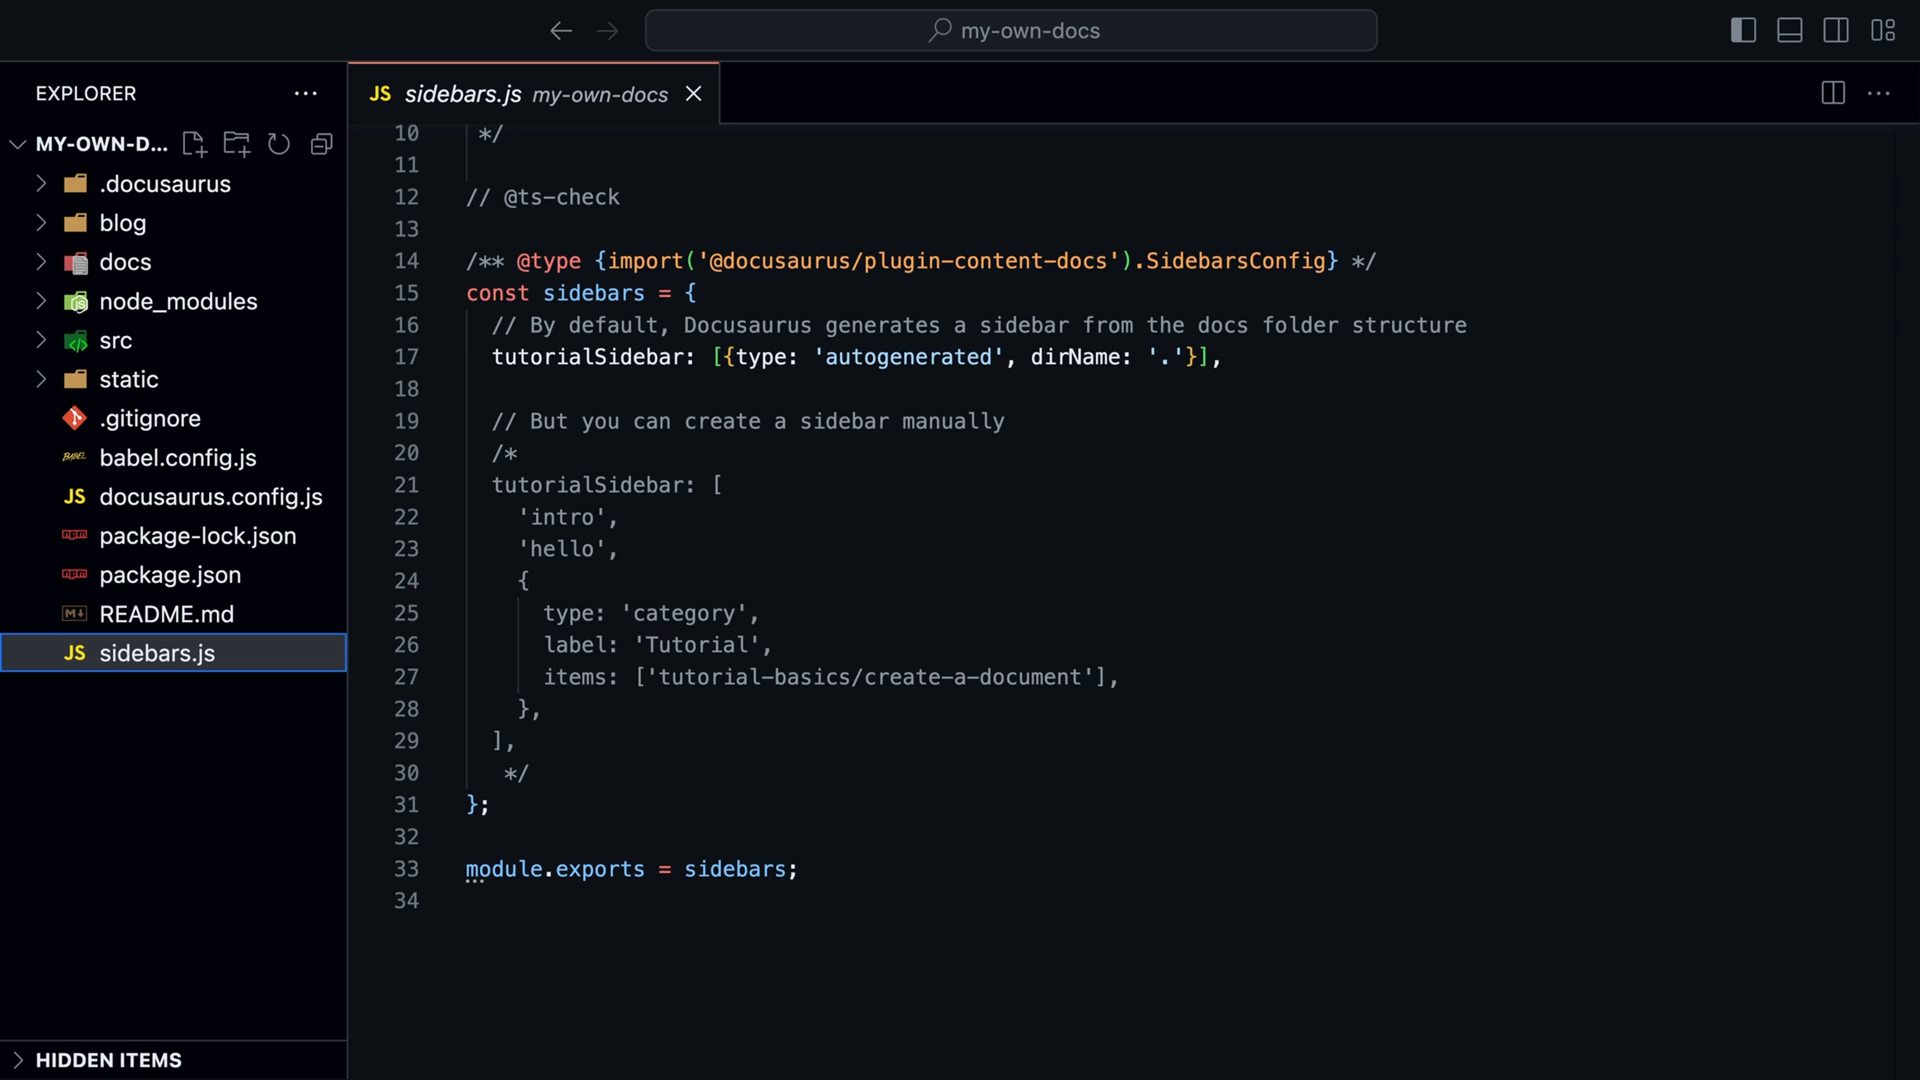 my-own-docs
EXPLORER
MY-OWN-D...
.docusaurus
blog
docs
node_modules
src
static
.gitignore
BABEL babel.config.js
JS docusaurus.config.js
npm package-lock.json
npm package.json
M↓ README.md
JS sidebars.js
HIDDEN ITEMS
JS sidebars.js my-own-docs
10 */
11
12 // @ts-check
13
14 /** @type {import('@docusaurus/plugin-content-docs').SidebarsConfig} */
15 const sidebars = {
16 // By default, Docusaurus generates a sidebar from the docs folder structure
17 tutorialSidebar: [{type: 'autogenerated', dirName: '.'}],
18
19 // But you can create a sidebar manually
20 /*
21 tutorialSidebar: [
22 'intro',
23 'hello',
24 {
25 type: 'category',
26 label: 'Tutorial',
27 items: ['tutorial-basics/create-a-document'],
28 },
29 ],
30 */
31 };
32
33 module.exports = sidebars;
34